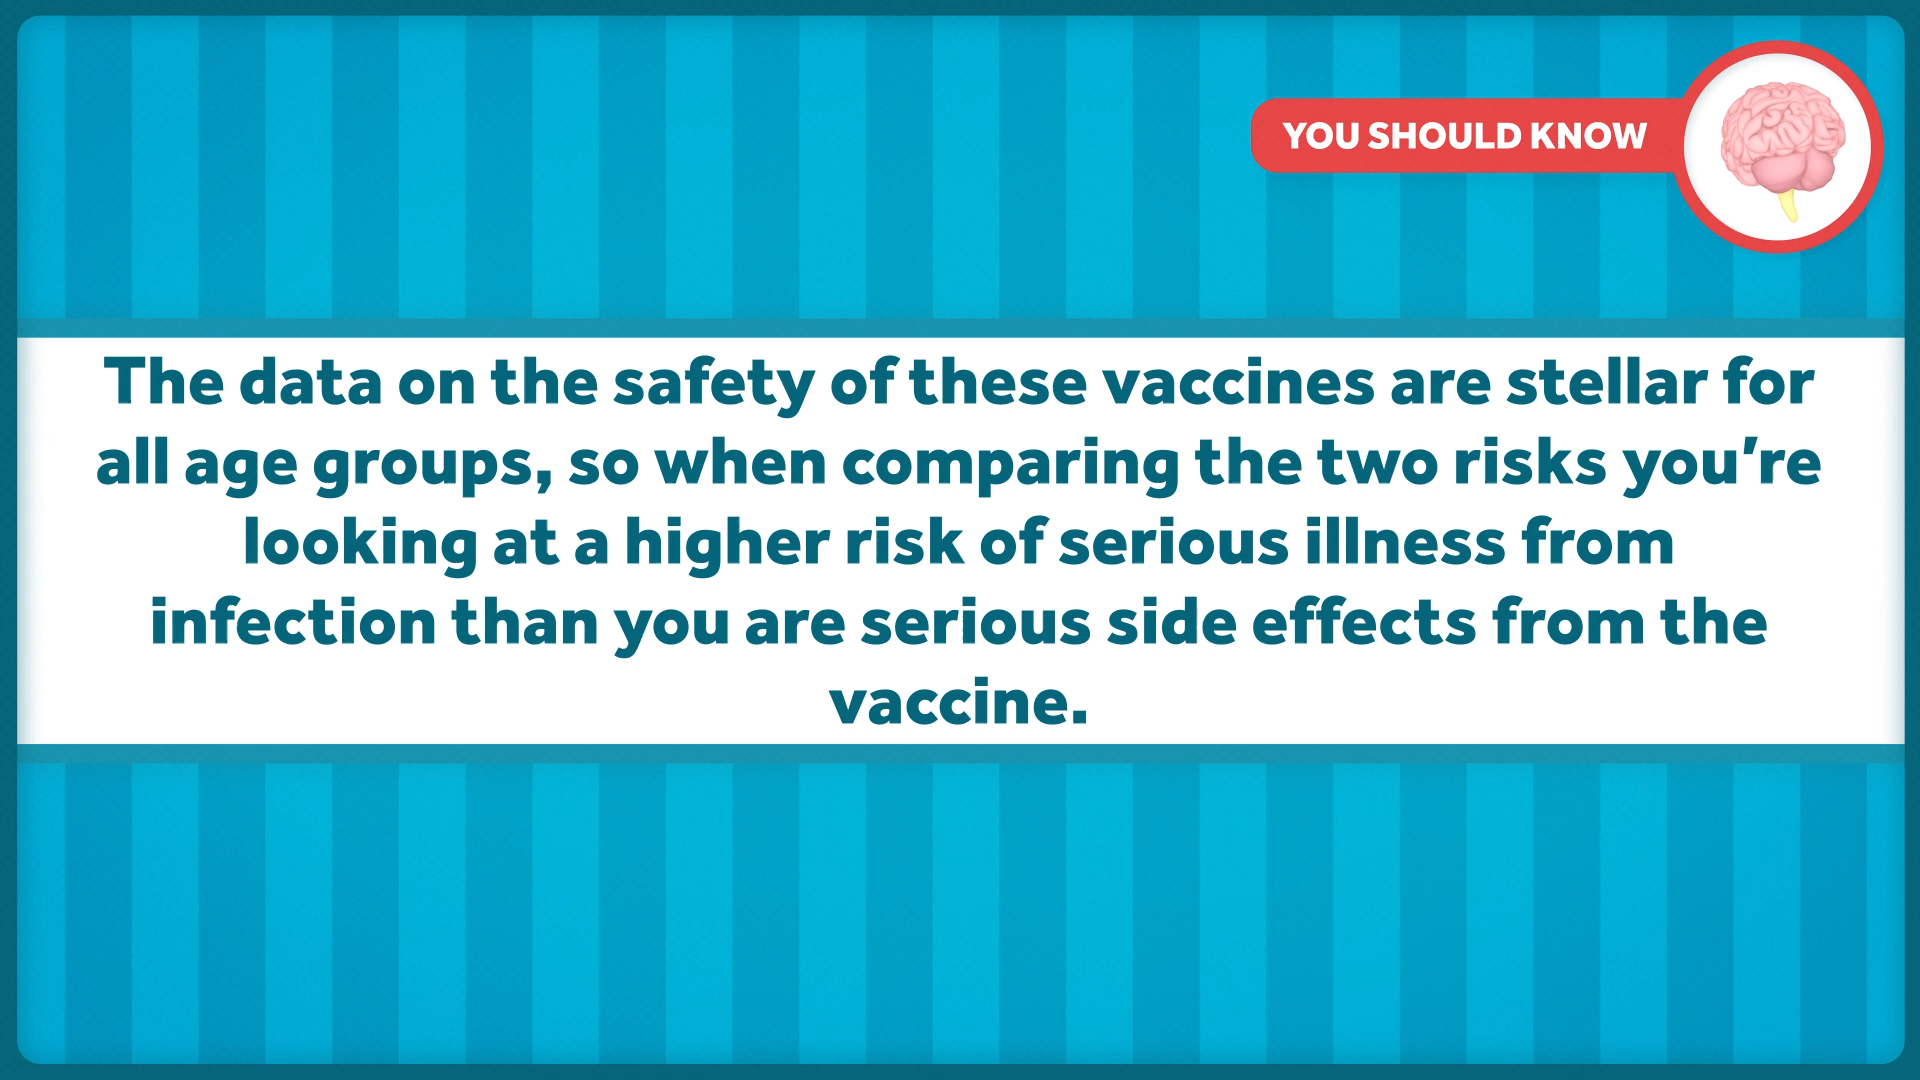 YOU SHOULD KNOW
The data on the safety of these vaccines are stellar for
all age groups, so when comparing the two risks you’re
looking at a higher risk of serious illness from
infection than you are serious side effects from the
vaccine.